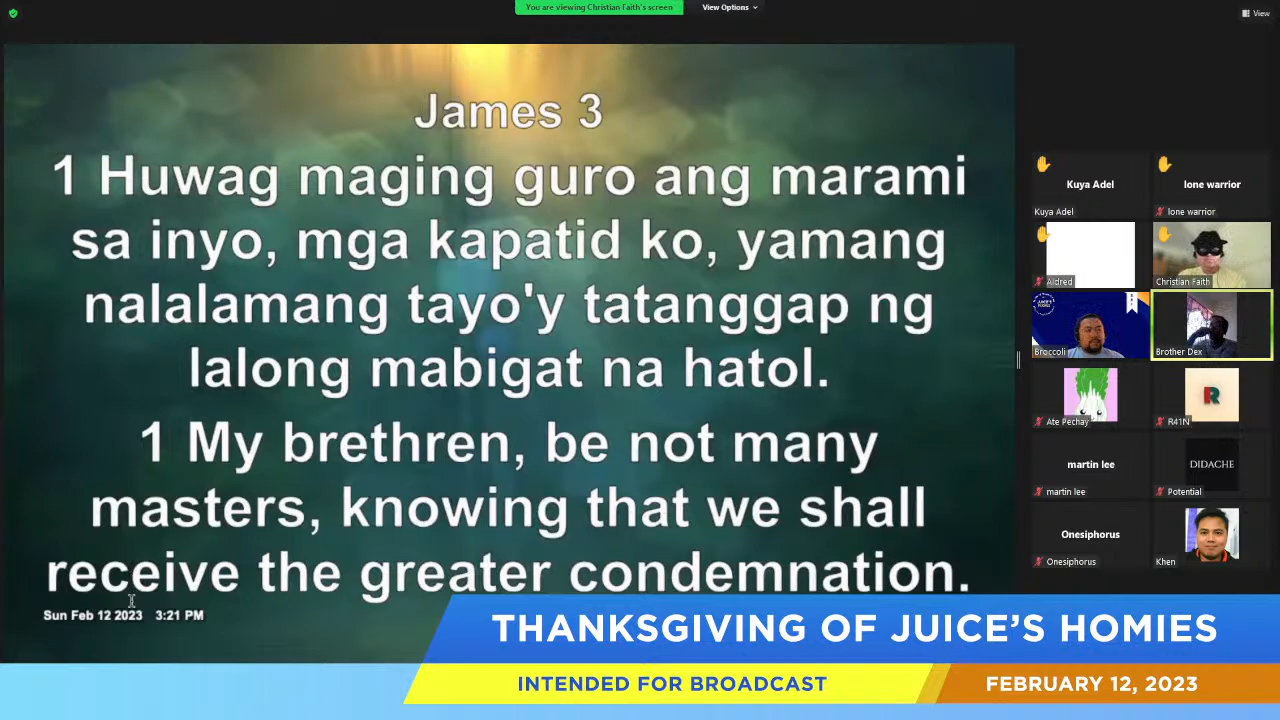 You are viewing Christian Faith's screen
View Options
View
James 3
1 Huwag maging guro ang marami
sa inyo, mga kapatid ko, yamang
nalalamang tayo'y tatanggap ng
lalong mabigat na hatol.
1 My brethren, be not many
masters, knowing that we shall
receive the greater condemnation.
Sun Feb 12 2023 3:21 PM
Kuya Adel
Kuya Adel
lone warrior
lone warrior
Aldred
Christian Faith
Broccoli
Brother Dex
Ate Pechay
R
R41N
martin lee
martin lee
DIDACHE
Potential
Onesiphorus
Onesiphorus
Khen
THANKSGIVING OF JUICE'S HOMIES
INTENDED FOR BROADCAST
FEBRUARY 12, 2023